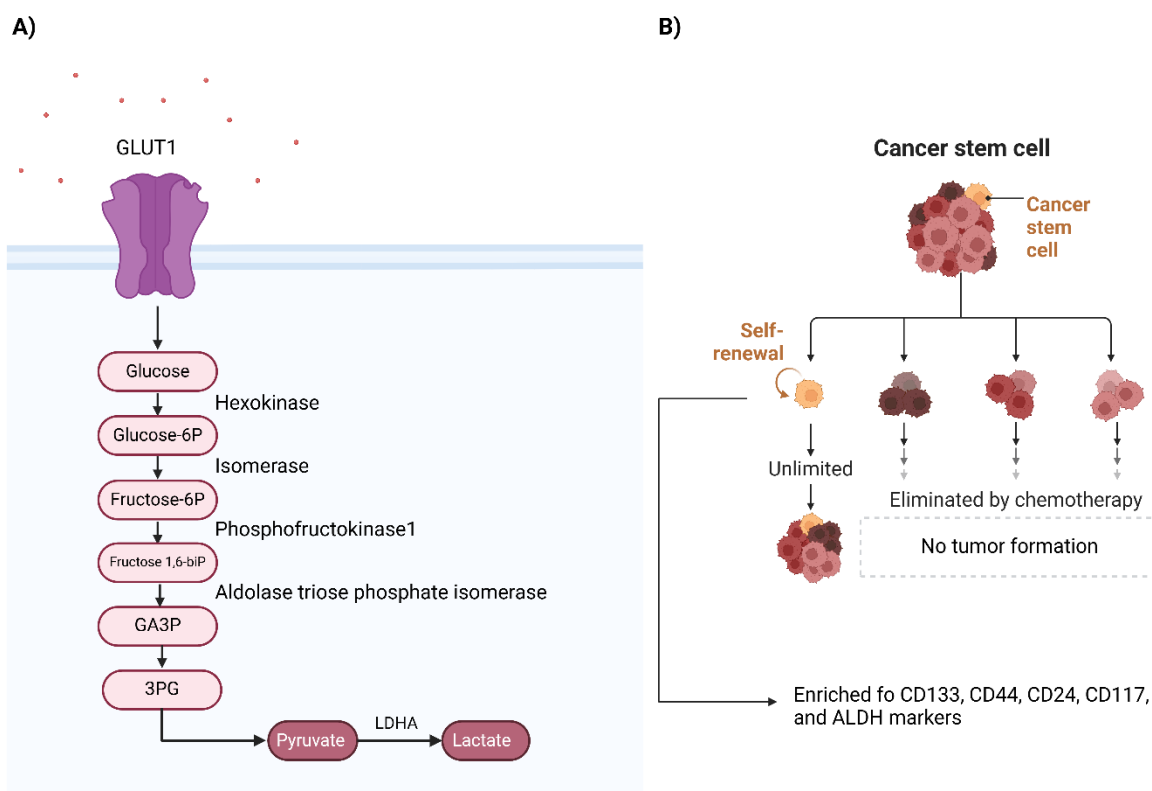 A)
GLUT1
Glucose
Hexokinase
Glucose-6P
Isomerase
Fructose-6P
Phosphofructokinase1
Fructose 1,6-biP
Aldolase triose phosphate isomerase
GA3P
3PG
Pyruvate
LDHA
Lactate
B)
Cancer stem cell
Cancer
stem
cell
Self-
renewal
Unlimited
Eliminated by chemotherapy
No tumor formation
Enriched fo CD133, CD44, CD24, CD117,
and ALDH markers